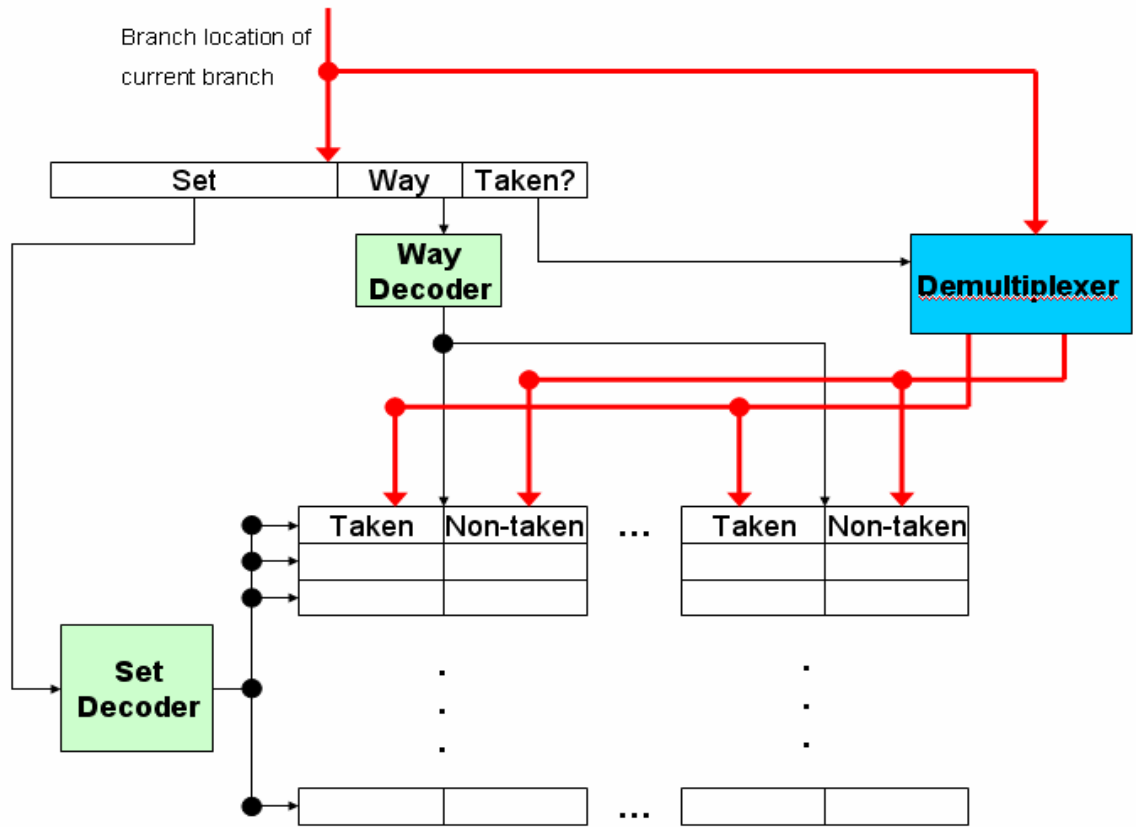 Branch location of
current branch
Set Way Taken?
Way
Decoder
Demultiplexer
Taken Non-taken ... Taken Non-taken
Set
Decoder
...